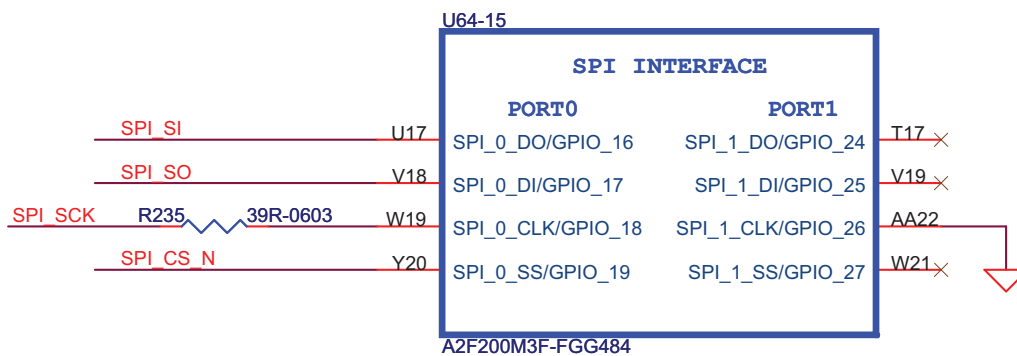 U64-15
SPI INTERFACE
PORT0 PORT1
SPI_SI U17 SPI_0_DO/GPIO_16 SPI_1_DO/GPIO_24 T17
SPI_SO V18 SPI_0_DI/GPIO_17 SPI_1_DI/GPIO_25 V19
SPI_SCK R235 39R-0603 W19 SPI_0_CLK/GPIO_18 SPI_1_CLK/GPIO_26 AA22
SPI_CS_N Y20 SPI_0_SS/GPIO_19 SPI_1_SS/GPIO_27 W21
A2F200M3F-FGG484